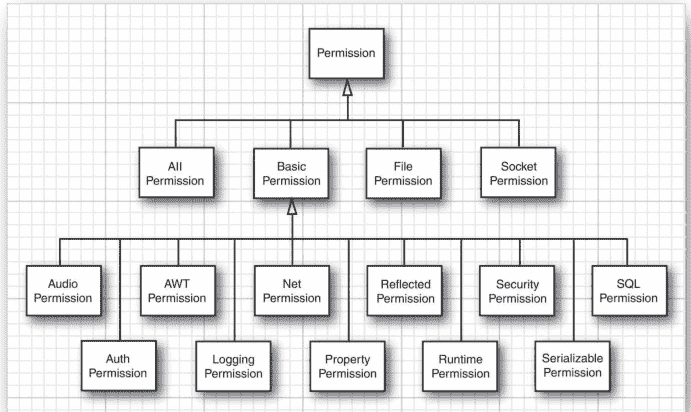 Permission
All
Permission
Basic
Permission
File
Permission
Socket
Permission
Audio
Permission
AWT
Permission
Net
Permission
Reflected
Permission
Security
Permission
SQL
Permission
Auth
Permission
Logging
Permission
Property
Permission
Runtime
Permission
Serializable
Permission